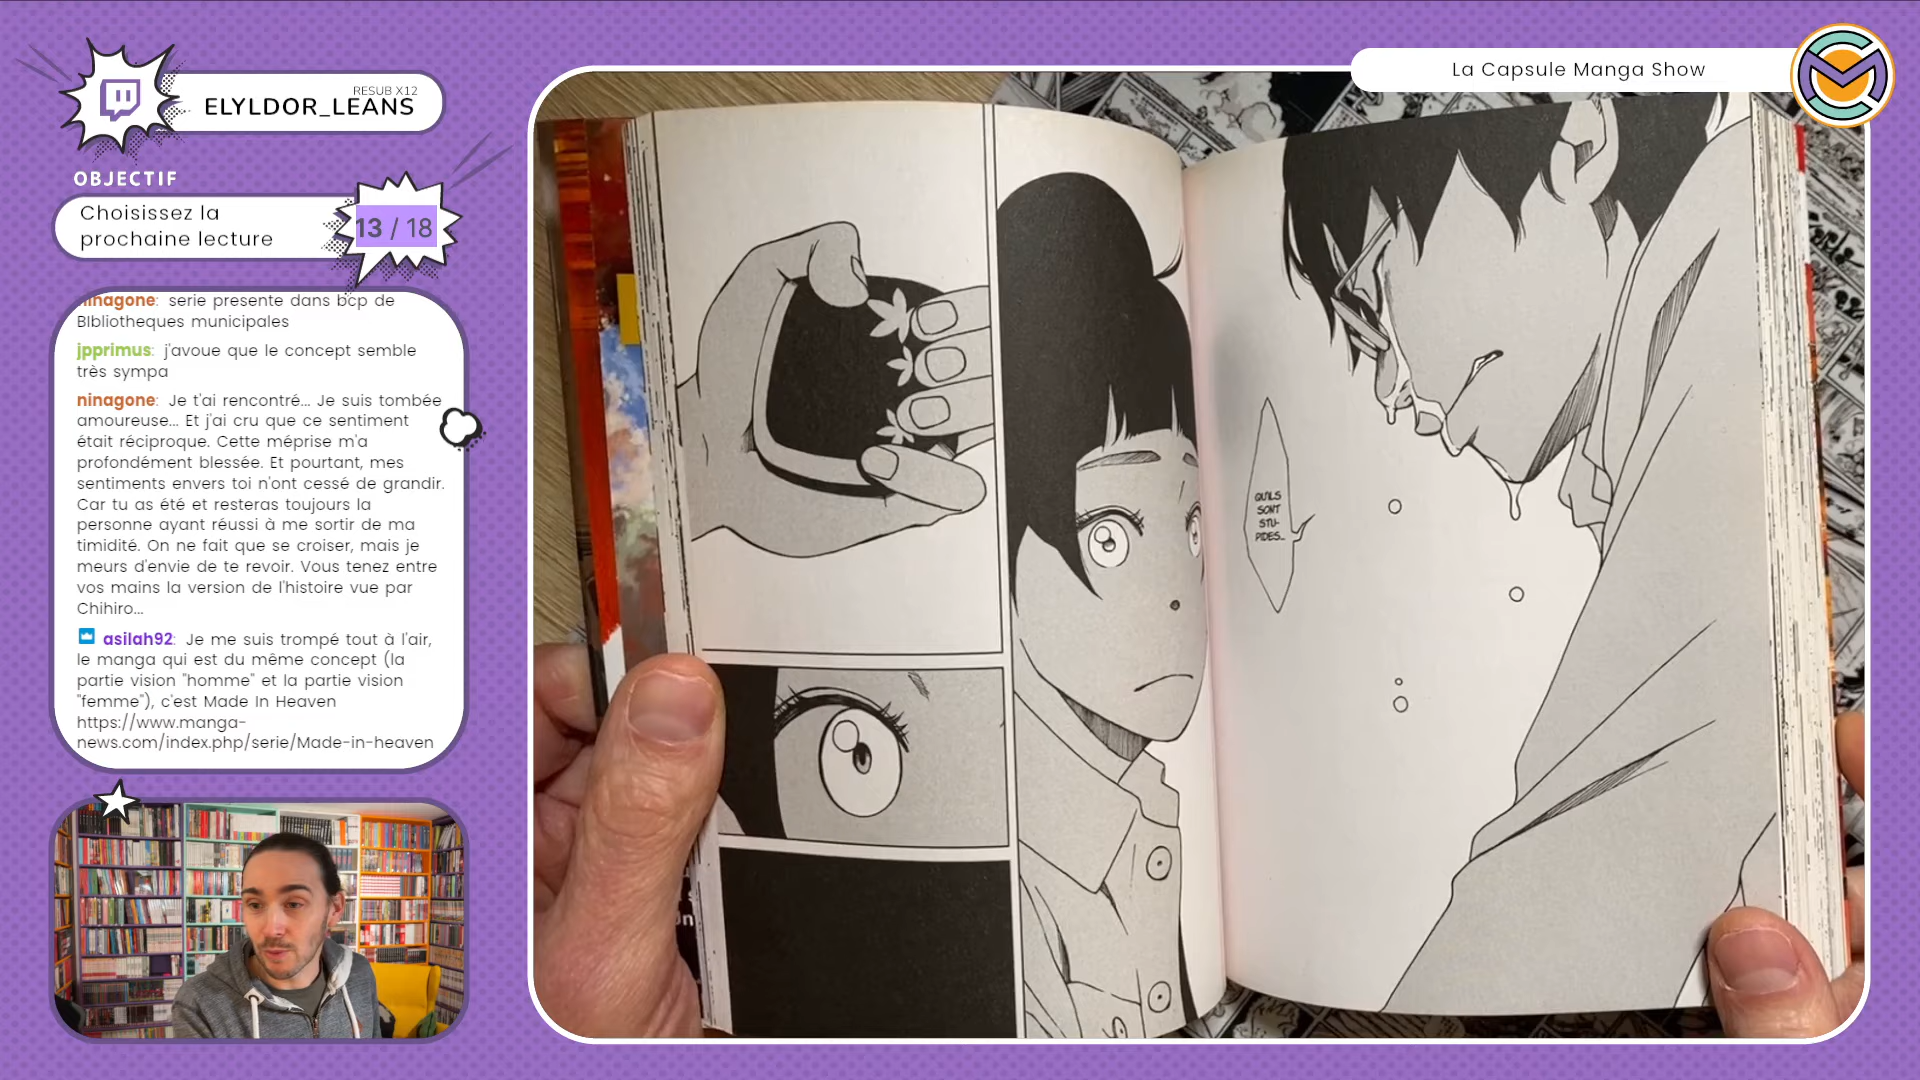 RESUB X12
ELYLDOR_LEANS
OBJECTIF
Choisissez la
prochaine lecture
13 / 18
ninagone: serie presente dans bcp de
BIbliotheques municipales
jpprimus: j'avoue que le concept semble
très sympa
ninagone: Je t'ai rencontré... Je suis tombée
amoureuse... Et j'ai cru que ce sentiment
était réciproque. Cette méprise m'a
profondément blessée. Et pourtant, mes
sentiments envers toi n'ont cessé de grandir.
Car tu as été et resteras toujours la
personne ayant réussi à me sortir de ma
timidité. On ne fait que se croiser, mais je
meurs d'envie de te revoir. Vous tenez entre
vos mains la version de l'histoire vue par
Chihiro...
asilah92: Je me suis trompé tout à l'air,
le manga qui est du même concept (la
partie vision "homme" et la partie vision
"femme"), c'est Made In Heaven
https://www.manga-
news.com/index.php/serie/Made-in-heaven
La Capsule Manga Show
QU'ILS
SONT
STU-
PIDES...